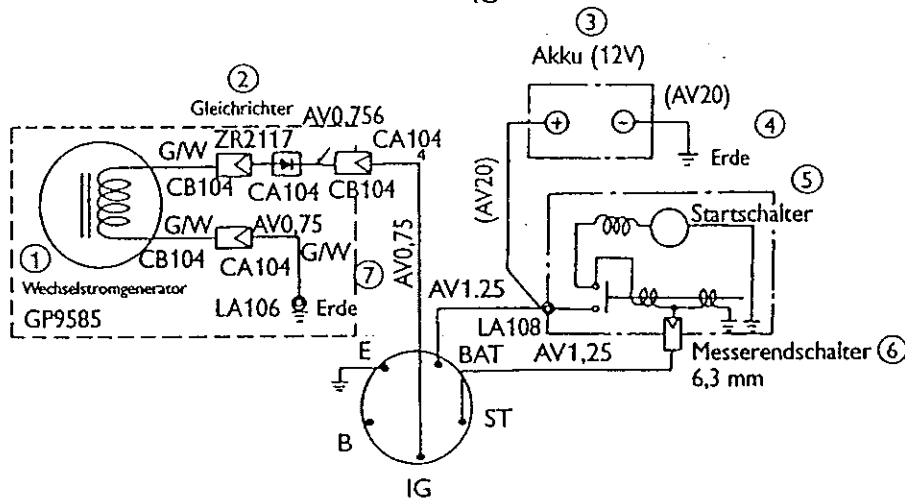 ③
Akku (12V)
②
Gleichrichter
AV0,756
ZR2117
CA104
(AV20)
④
G/W
Erde
CB104
CA104
CB104
⑤
Startschalter
(AV20)
G/W
AV0,75
G/W
AV0,75
①
CB104
CA104
⑦
Wechselstromgenerator
LA106
Erde
AV1.25
GP9585
LA108
E
BAT
AV1,25
Messerendschalter ⑥
6,3 mm
B
ST
IG